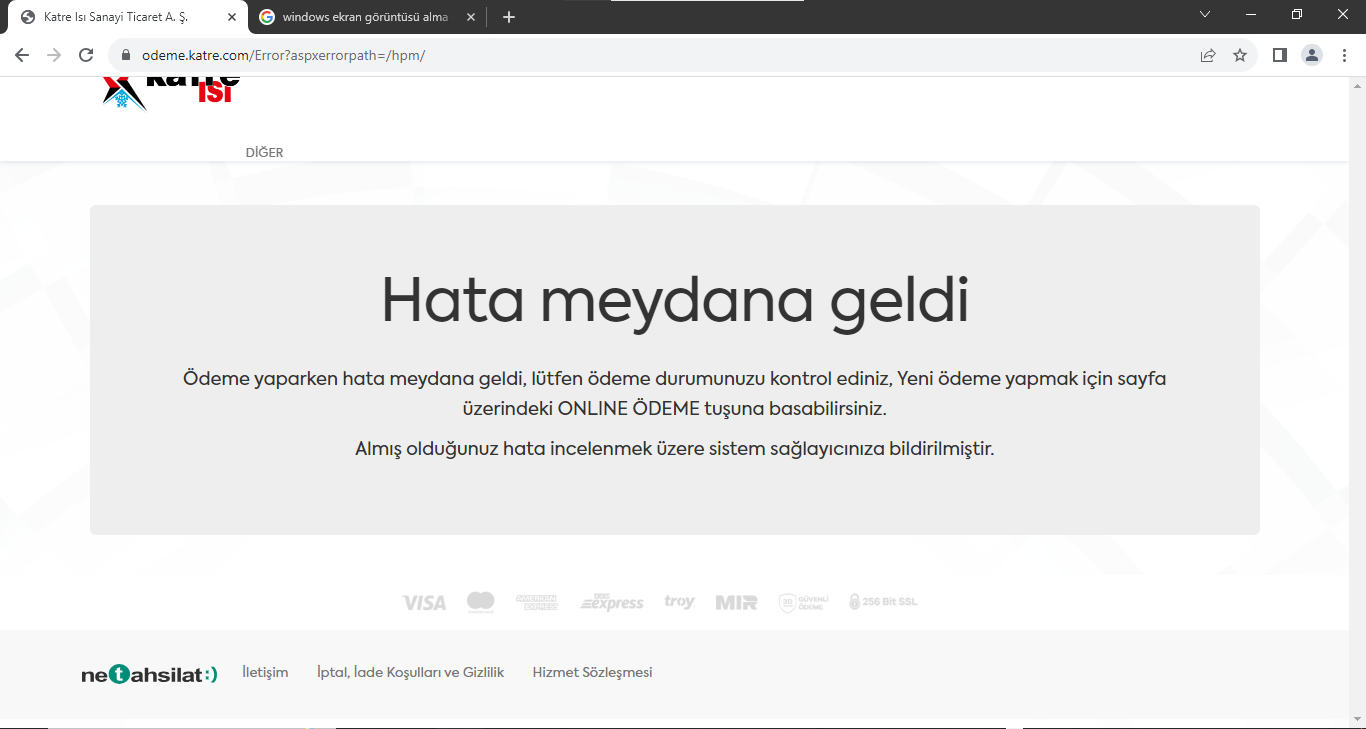 Katre Isı Sanayi Ticaret A. Ş.
windows ekran görüntüsü alma
odeme.katre.com/Error?aspxerrorpath=/hpm/
Katre
ISI
DİĞER
Hata meydana geldi
Ödeme yaparken hata meydana geldi, lütfen ödeme durumunuzu kontrol ediniz, Yeni ödeme yapmak için sayfa
üzerindeki ONLINE ÖDEME tuşuna basabilirsiniz.
Almış olduğunuz hata incelenmek üzere sistem sağlayıcınıza bildirilmiştir.
VISA
AMERICAN EXPRESS
express
troy
MIR
3D GÜVENLİ ÖDEME
256 Bit SSL
netahsilat:)
İletişim
İptal, İade Koşulları ve Gizlilik
Hizmet Sözleşmesi